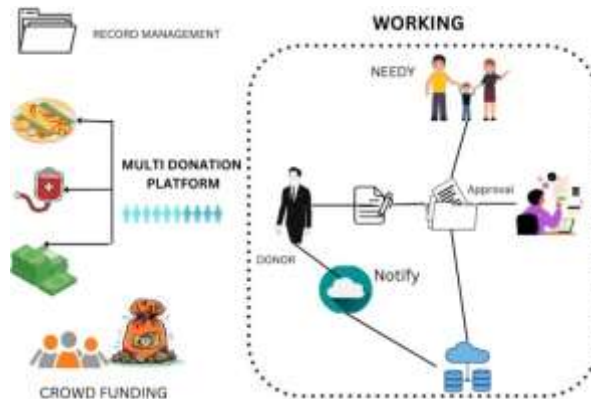 RECORD MANAGEMENT
MULTI DONATION
PLATFORM
CROWD FUNDING
WORKING
NEEDY
Approval
DONOR
Notify